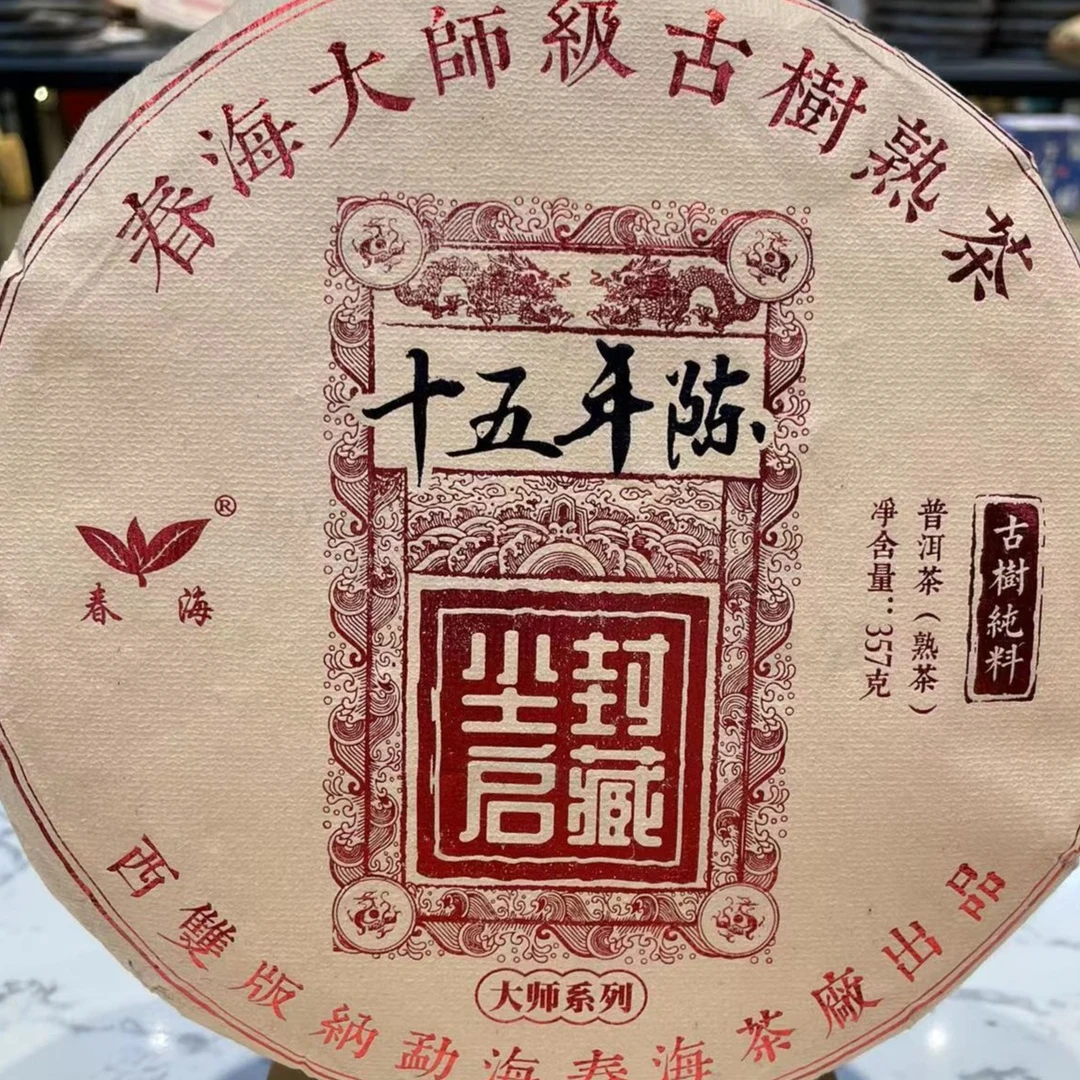 春海大師級古樹熟茶
十五年陈
®
春海
古樹純料
普洱茶（熟茶）
凈含量：357克
封藏
尘启
大师系列
西雙版納勐海春海茶廠出品